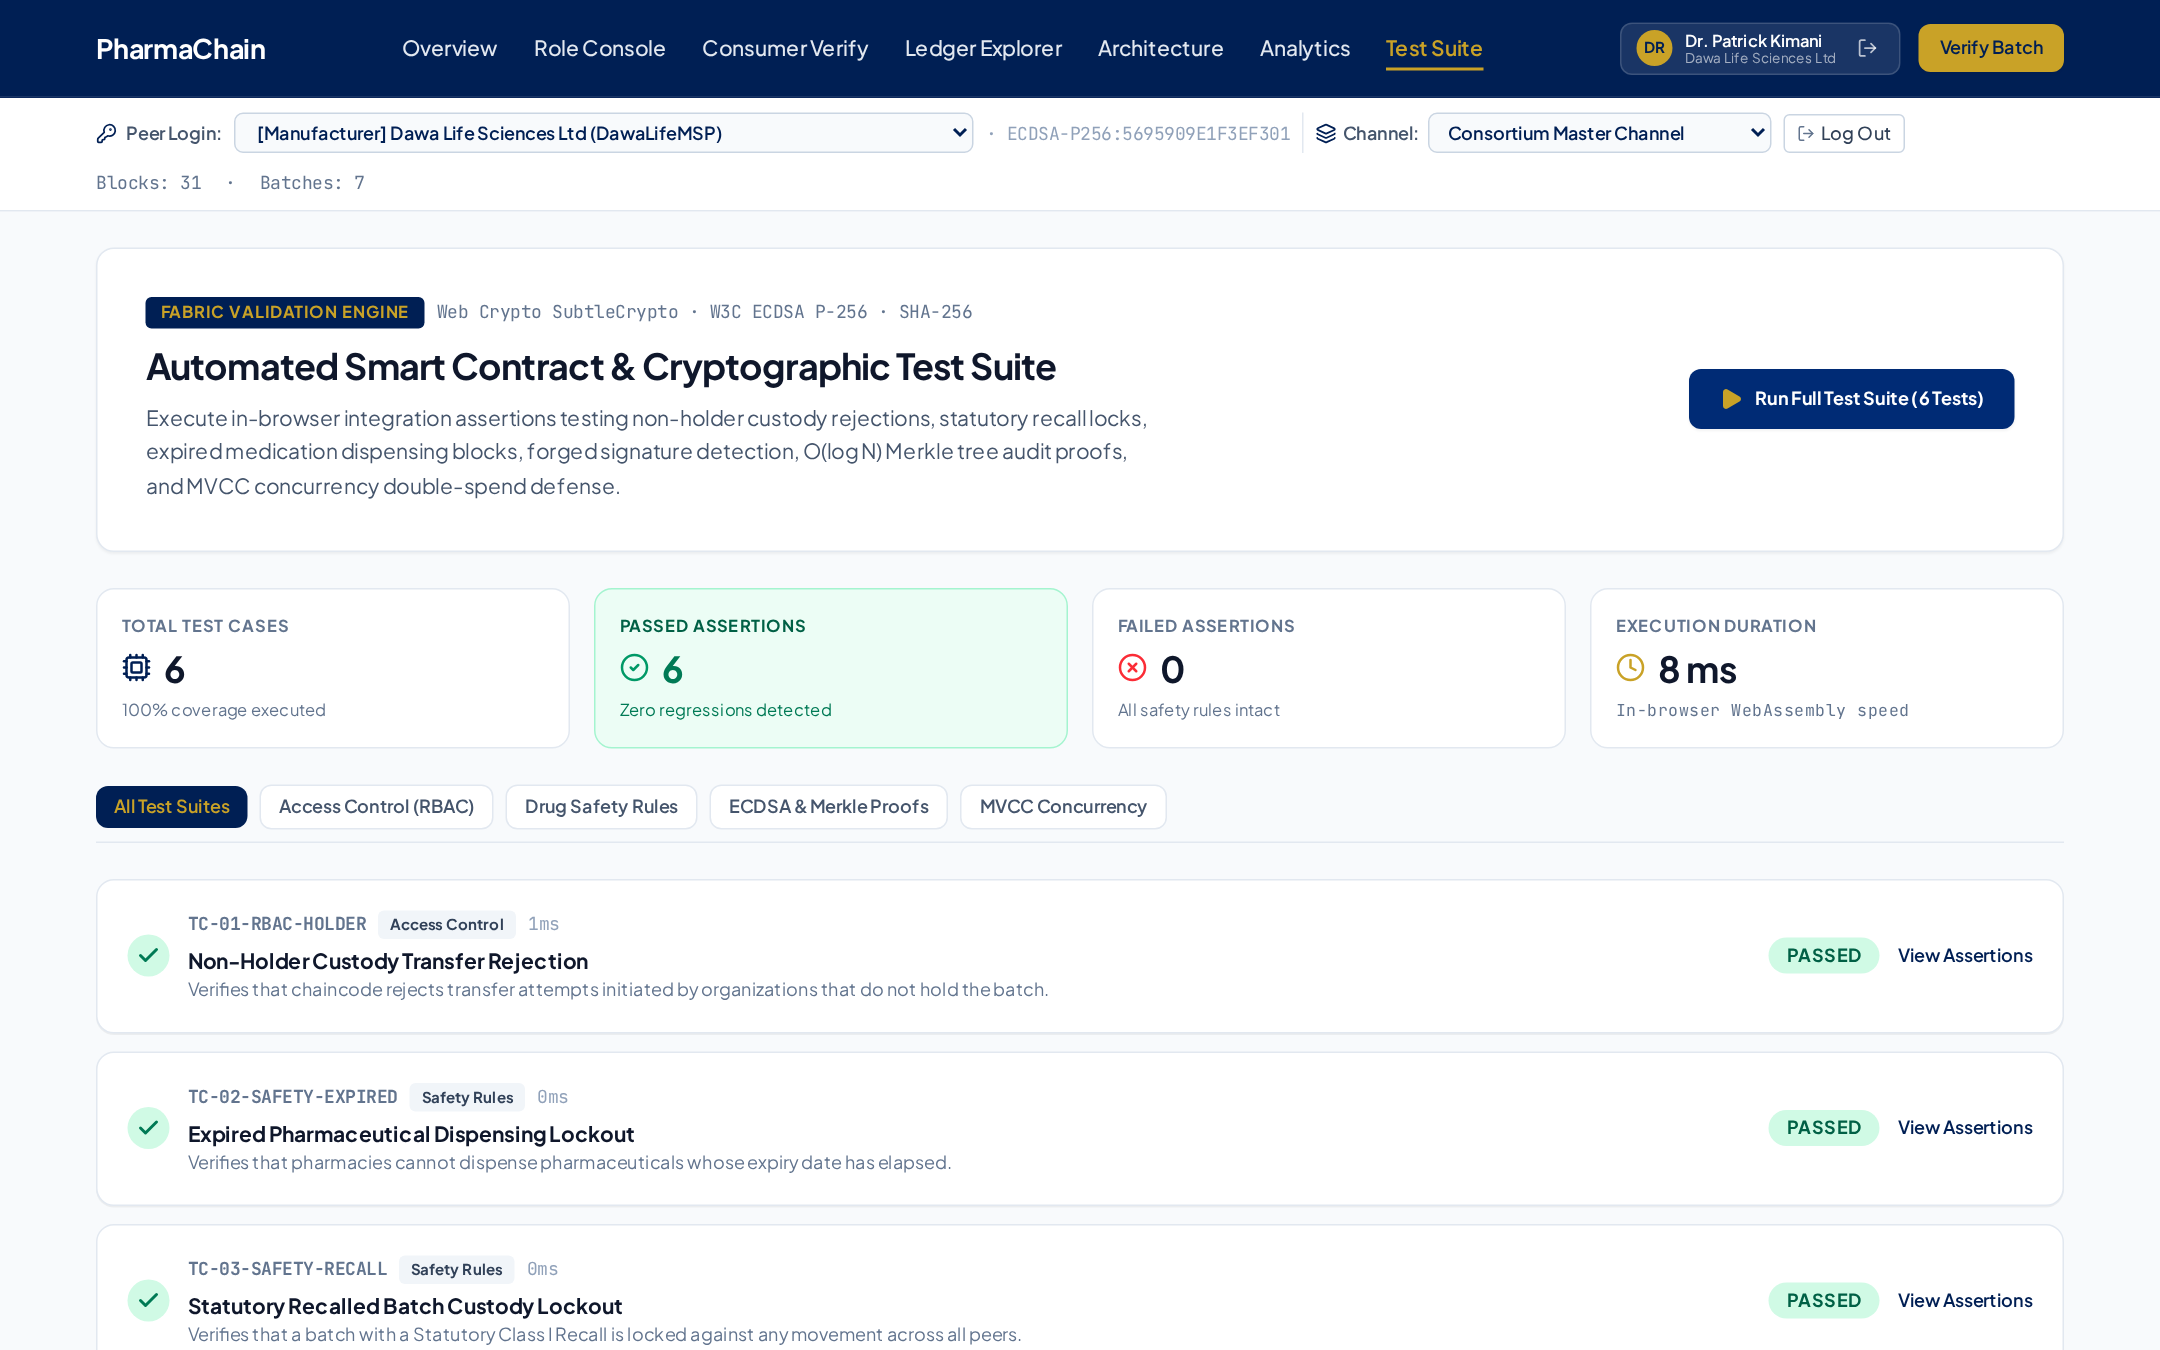 PharmaChain
Overview
Role Console
Consumer Verify
Ledger Explorer
Architecture
Analytics
Test Suite
DR
Dr. Patrick Kimani
Dawa Life Sciences Ltd
Verify Batch
Peer Login:
[Manufacturer] Dawa Life Sciences Ltd (DawaLifeMSP)
· ECDSA-P256:5695909E1F3EF301
Channel:
Consortium Master Channel
Log Out
Blocks: 31 · Batches: 7
FABRIC VALIDATION ENGINE
Web Crypto SubtleCrypto · W3C ECDSA P-256 · SHA-256
Automated Smart Contract & Cryptographic Test Suite
Execute in-browser integration assertions testing non-holder custody rejections, statutory recall locks,
expired medication dispensing blocks, forged signature detection, O(log N) Merkle tree audit proofs,
and MVCC concurrency double-spend defense.
Run Full Test Suite (6 Tests)
TOTAL TEST CASES
6
100% coverage executed
PASSED ASSERTIONS
6
Zero regressions detected
FAILED ASSERTIONS
0
All safety rules intact
EXECUTION DURATION
8 ms
In-browser WebAssembly speed
All Test Suites
Access Control (RBAC)
Drug Safety Rules
ECDSA & Merkle Proofs
MVCC Concurrency
TC-01-RBAC-HOLDER
Access Control
1ms
Non-Holder Custody Transfer Rejection
Verifies that chaincode rejects transfer attempts initiated by organizations that do not hold the batch.
PASSED
View Assertions
TC-02-SAFETY-EXPIRED
Safety Rules
0ms
Expired Pharmaceutical Dispensing Lockout
Verifies that pharmacies cannot dispense pharmaceuticals whose expiry date has elapsed.
PASSED
View Assertions
TC-03-SAFETY-RECALL
Safety Rules
0ms
Statutory Recalled Batch Custody Lockout
Verifies that a batch with a Statutory Class I Recall is locked against any movement across all peers.
PASSED
View Assertions